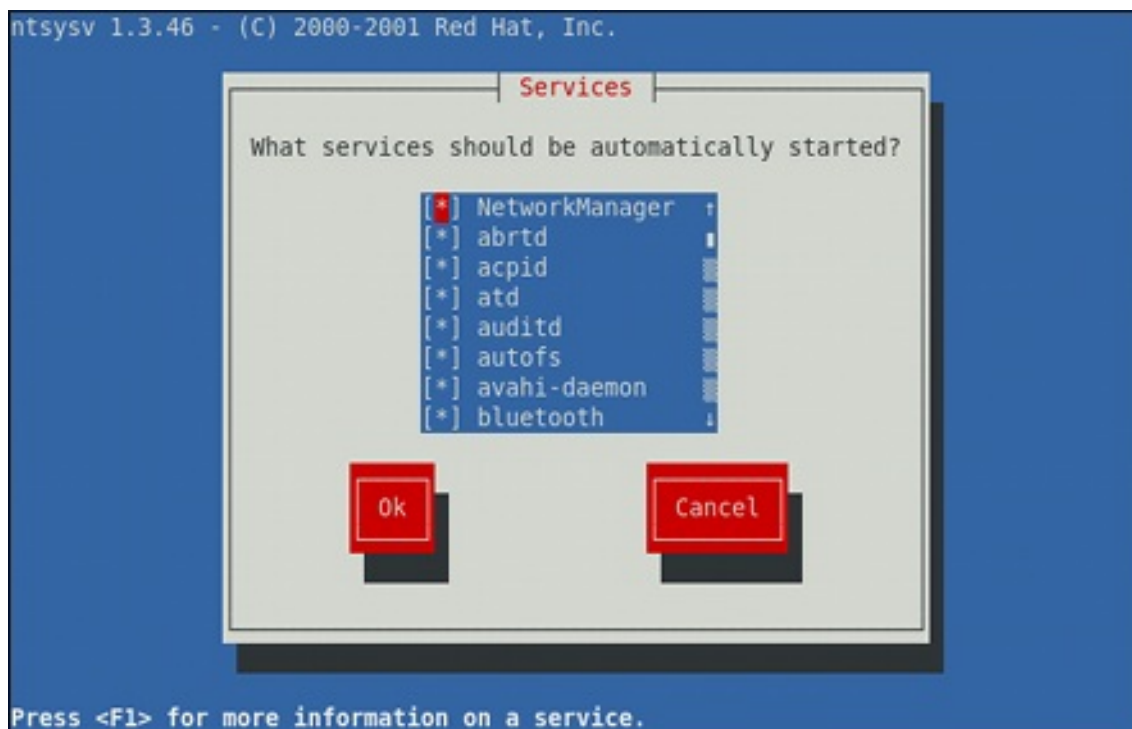 ntsysv 1.3.46 - (C) 2000-2001 Red Hat, Inc.
Services
What services should be automatically started?
[*] NetworkManager ↑
[*] abrtd
[*] acpid
[*] atd
[*] auditd
[*] autofs
[*] avahi-daemon
[*] bluetooth ↓
Ok Cancel
Press <F1> for more information on a service.